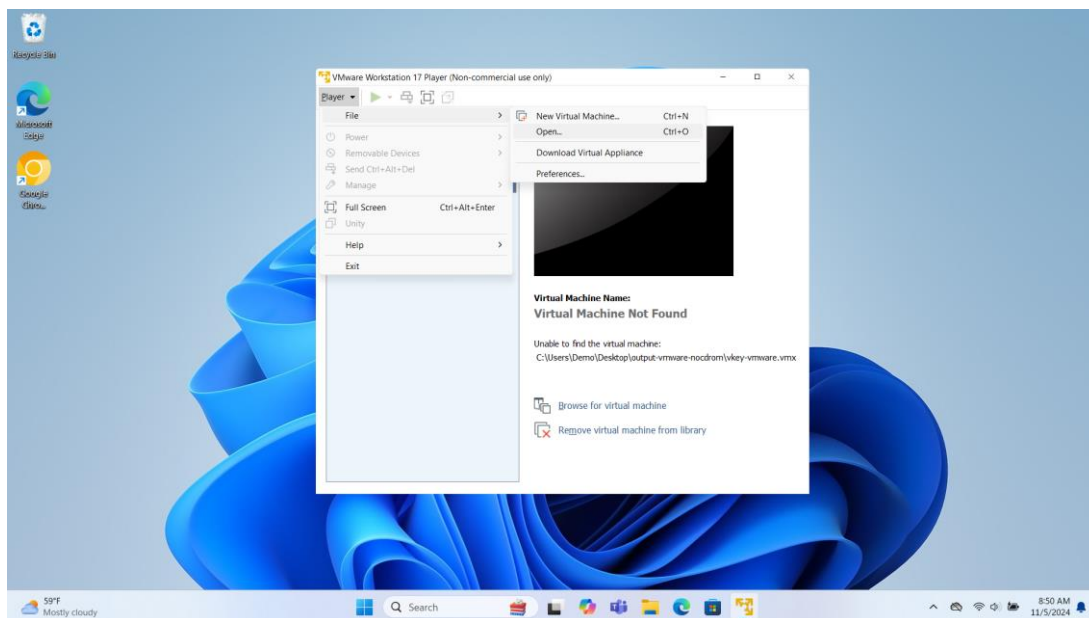 Recycle Bin
Microsoft
Edge
Google
Chro...
VMware Workstation 17 Player (Non-commercial use only)
Player
File
Power
Removable Devices
Send Ctrl+Alt+Del
Manage
Full Screen Ctrl+Alt+Enter
Unity
Help
Exit
New Virtual Machine... Ctrl+N
Open... Ctrl+O
Download Virtual Appliance
Preferences...
Virtual Machine Name:
Virtual Machine Not Found
Unable to find the virtual machine:
C:\Users\Demo\Desktop\output-vmware-nocdrom\vkey-vmware.vmx
Browse for virtual machine
Remove virtual machine from library
59°F
Mostly cloudy
Search
8:50 AM
11/5/2024